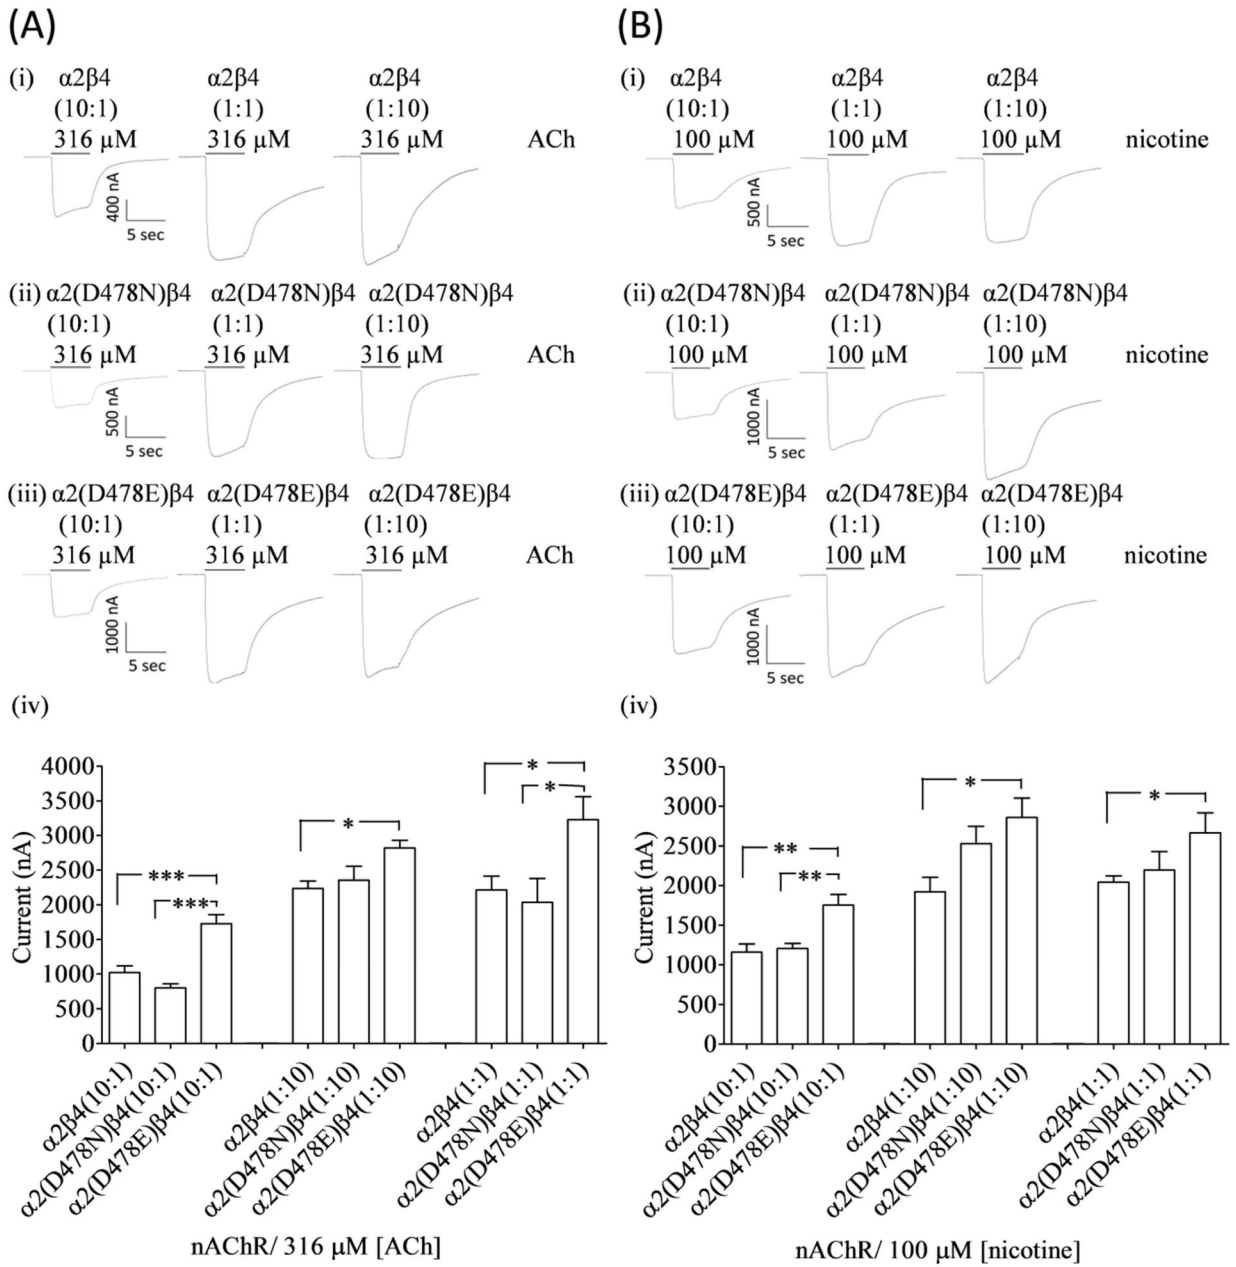 (A)
(i) α2β4 α2β4 α2β4
(10:1) (1:1) (1:10)
316 μM 316 μM 316 μM ACh
400 nA
5 sec
(ii) α2(D478N)β4 α2(D478N)β4 α2(D478N)β4
(10:1) (1:1) (1:10)
316 μM 316 μM 316 μM ACh
500 nA
5 sec
(iii) α2(D478E)β4 α2(D478E)β4 α2(D478E)β4
(10:1) (1:1) (1:10)
316 μM 316 μM 316 μM ACh
1000 nA
5 sec
(iv)
Current (nA)
4000
3500
3000
2500
2000
1500
1000
500
0
***
***
*
*
*
α2β4(10:1)
α2(D478N)β4(10:1)
α2(D478E)β4(10:1)
α2β4(1:10)
α2(D478N)β4(1:10)
α2(D478E)β4(1:10)
α2β4(1:1)
α2(D478N)β4(1:1)
α2(D478E)β4(1:1)
nAChR/ 316 μM [ACh]
(B)
(i) α2β4 α2β4 α2β4
(10:1) (1:1) (1:10)
100 μM 100 μM 100 μM nicotine
500 nA
5 sec
(ii) α2(D478N)β4 α2(D478N)β4 α2(D478N)β4
(10:1) (1:1) (1:10)
100 μM 100 μM 100 μM nicotine
1000 nA
5 sec
(iii) α2(D478E)β4 α2(D478E)β4 α2(D478E)β4
(10:1) (1:1) (1:10)
100 μM 100 μM 100 μM nicotine
1000 nA
5 sec
(iv)
Current (nA)
3500
3000
2500
2000
1500
1000
500
0
**
**
*
*
α2β4(10:1)
α2(D478N)β4(10:1)
α2(D478E)β4(10:1)
α2β4(1:10)
α2(D478N)β4(1:10)
α2(D478E)β4(1:10)
α2β4(1:1)
α2(D478N)β4(1:1)
α2(D478E)β4(1:1)
nAChR/ 100 μM [nicotine]